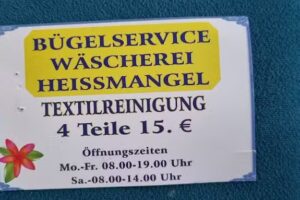 BÜGELSERVICE
WÄSCHEREI
HEISSMANGEL
TEXTILREINIGUNG
4 Teile 15. €
Öffnungszeiten
Mo.-Fr. 08.00-19.00 Uhr
Sa.-08.00-14.00 Uhr